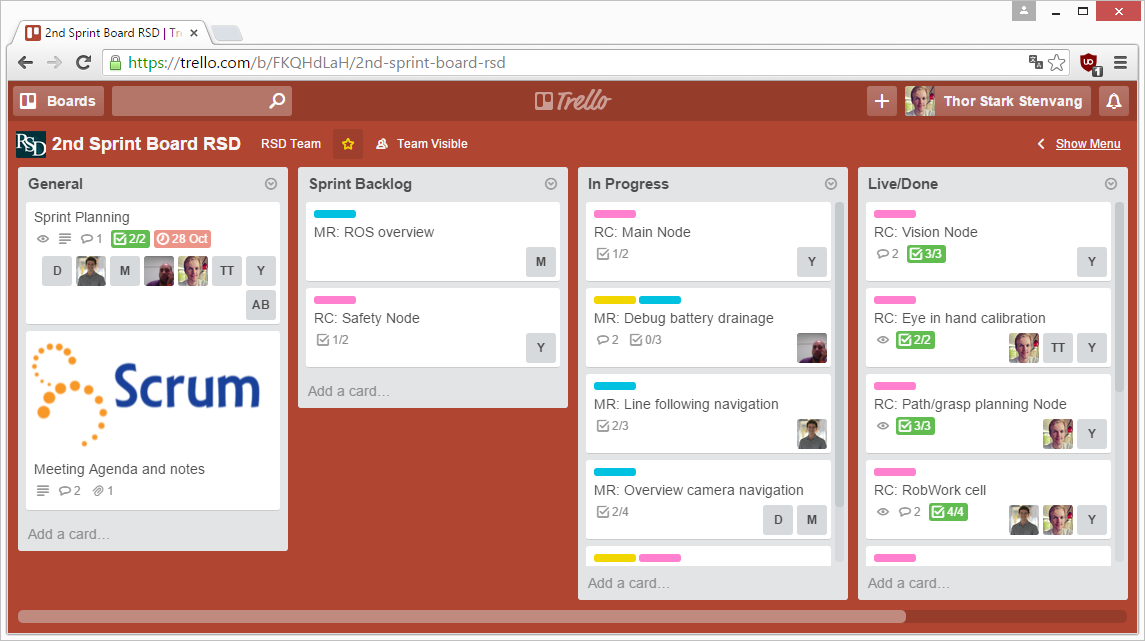 2nd Sprint Board RSD | Tr
https://trello.com/b/FKQHdLaH/2nd-sprint-board-rsd
uo
1
Boards
Trello
Thor Stark Stenvang
RSD
2nd Sprint Board RSD
RSD Team
Team Visible
Show Menu
General
Sprint Planning
1
2/2
28 Oct
D
M
TT
Y
AB
Scrum
Meeting Agenda and notes
2
1
Add a card…
Sprint Backlog
MR: ROS overview
M
RC: Safety Node
1/2
Y
Add a card…
In Progress
RC: Main Node
1/2
Y
MR: Debug battery drainage
2
0/3
MR: Line following navigation
2/3
MR: Overview camera navigation
2/4
D
M
Add a card…
Live/Done
RC: Vision Node
2
3/3
Y
RC: Eye in hand calibration
2/2
TT
Y
RC: Path/grasp planning Node
3/3
Y
RC: RobWork cell
2
4/4
Y
Add a card…